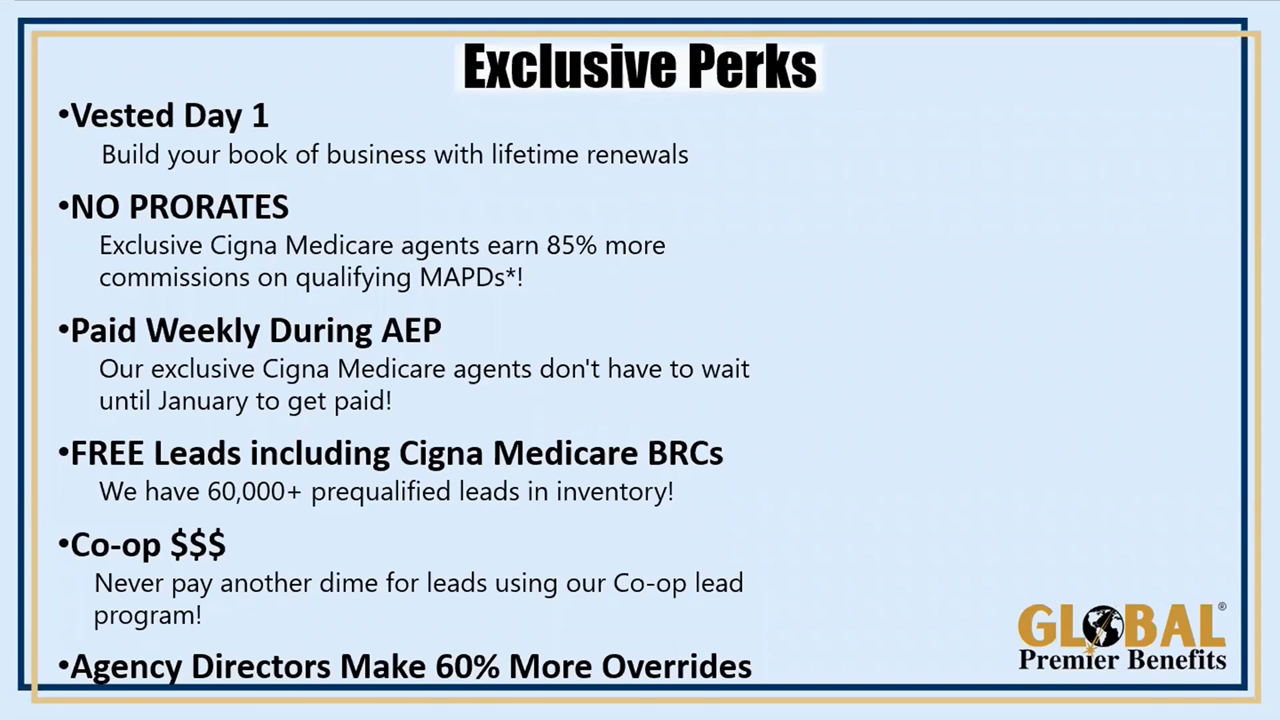 Exclusive Perks
•Vested Day 1
Build your book of business with lifetime renewals
•NO PRORATES
Exclusive Cigna Medicare agents earn 85% more
commissions on qualifying MAPDs*!
•Paid Weekly During AEP
Our exclusive Cigna Medicare agents don't have to wait
until January to get paid!
•FREE Leads including Cigna Medicare BRCs
We have 60,000+ prequalified leads in inventory!
•Co-op $$$
Never pay another dime for leads using our Co-op lead
program!
•Agency Directors Make 60% More Overrides
GLOBAL®
Premier Benefits